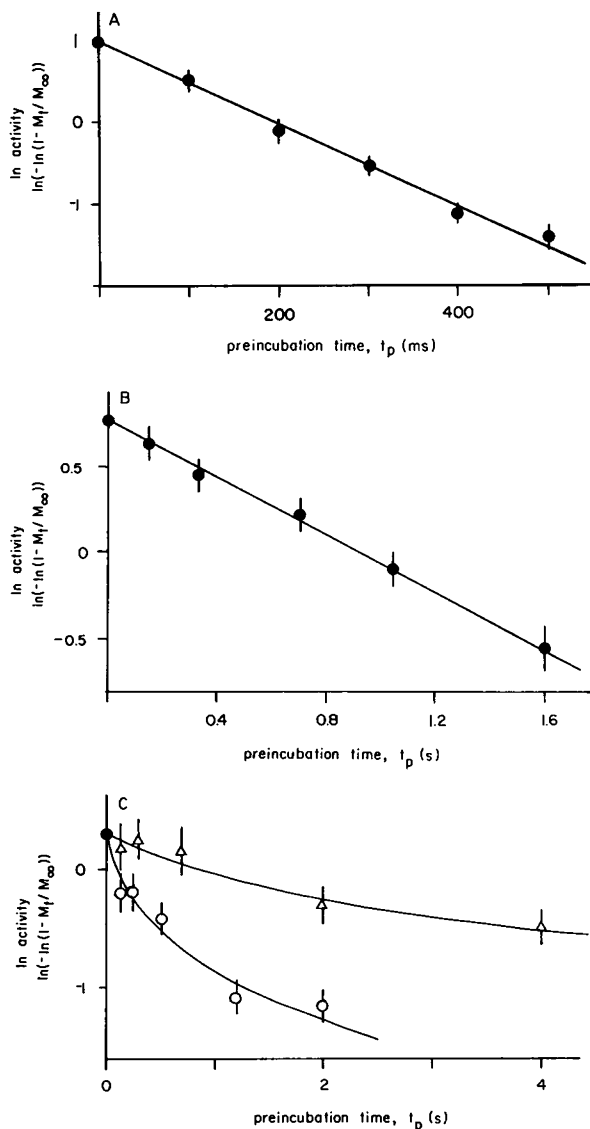 A
ln activity
ln(-ln(1-Mt/M∞))
1
0
-1
200
400
preincubation time, tp (ms)
B
ln activity
ln(-ln(1-Mt/M∞))
0.5
0
-0.5
0.4
0.8
1.2
1.6
preincubation time, tp (s)
C
ln activity
ln(-ln(1-Mt/M∞))
0
-1
0
2
4
preincubation time, tp (s)